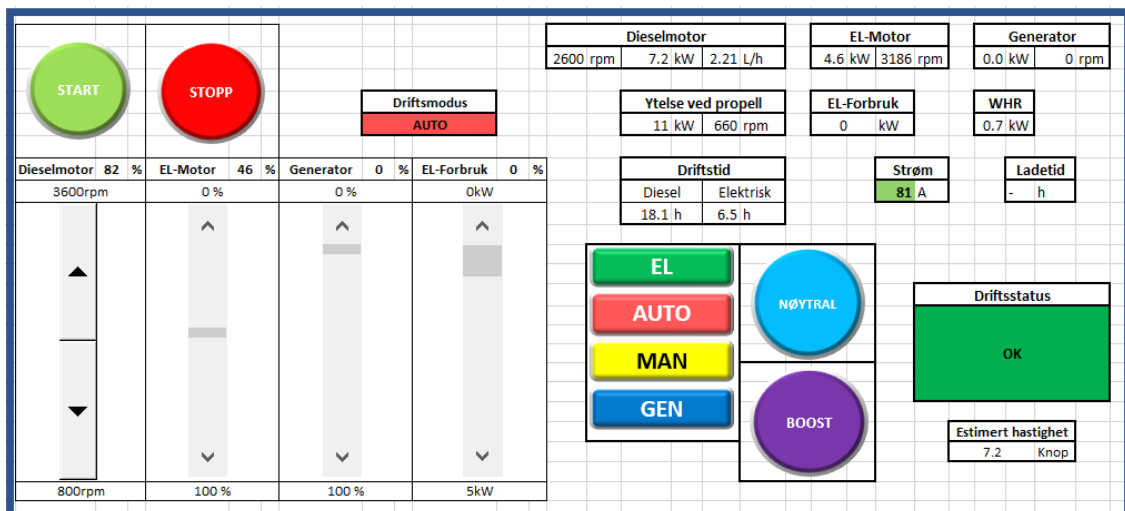 START
STOPP
Driftsmodus
AUTO
Dieselmotor 82 % EL-Motor 46 % Generator 0 % EL-Forbruk 0 %
3600rpm 0 % 0 % 0kW
800rpm 100 % 100 % 5kW
Dieselmotor
2600 rpm 7.2 kW 2.21 L/h
EL-Motor
4.6 kW 3186 rpm
Generator
0.0 kW 0 rpm
Ytelse ved propell
11 kW 660 rpm
EL-Forbruk
0 kW
WHR
0.7 kW
Driftstid
Diesel Elektrisk
18.1 h 6.5 h
Strøm
81 A
Ladetid
- h
EL
AUTO
MAN
GEN
NØYTRAL
BOOST
Driftsstatus
OK
Estimert hastighet
7.2 Knop